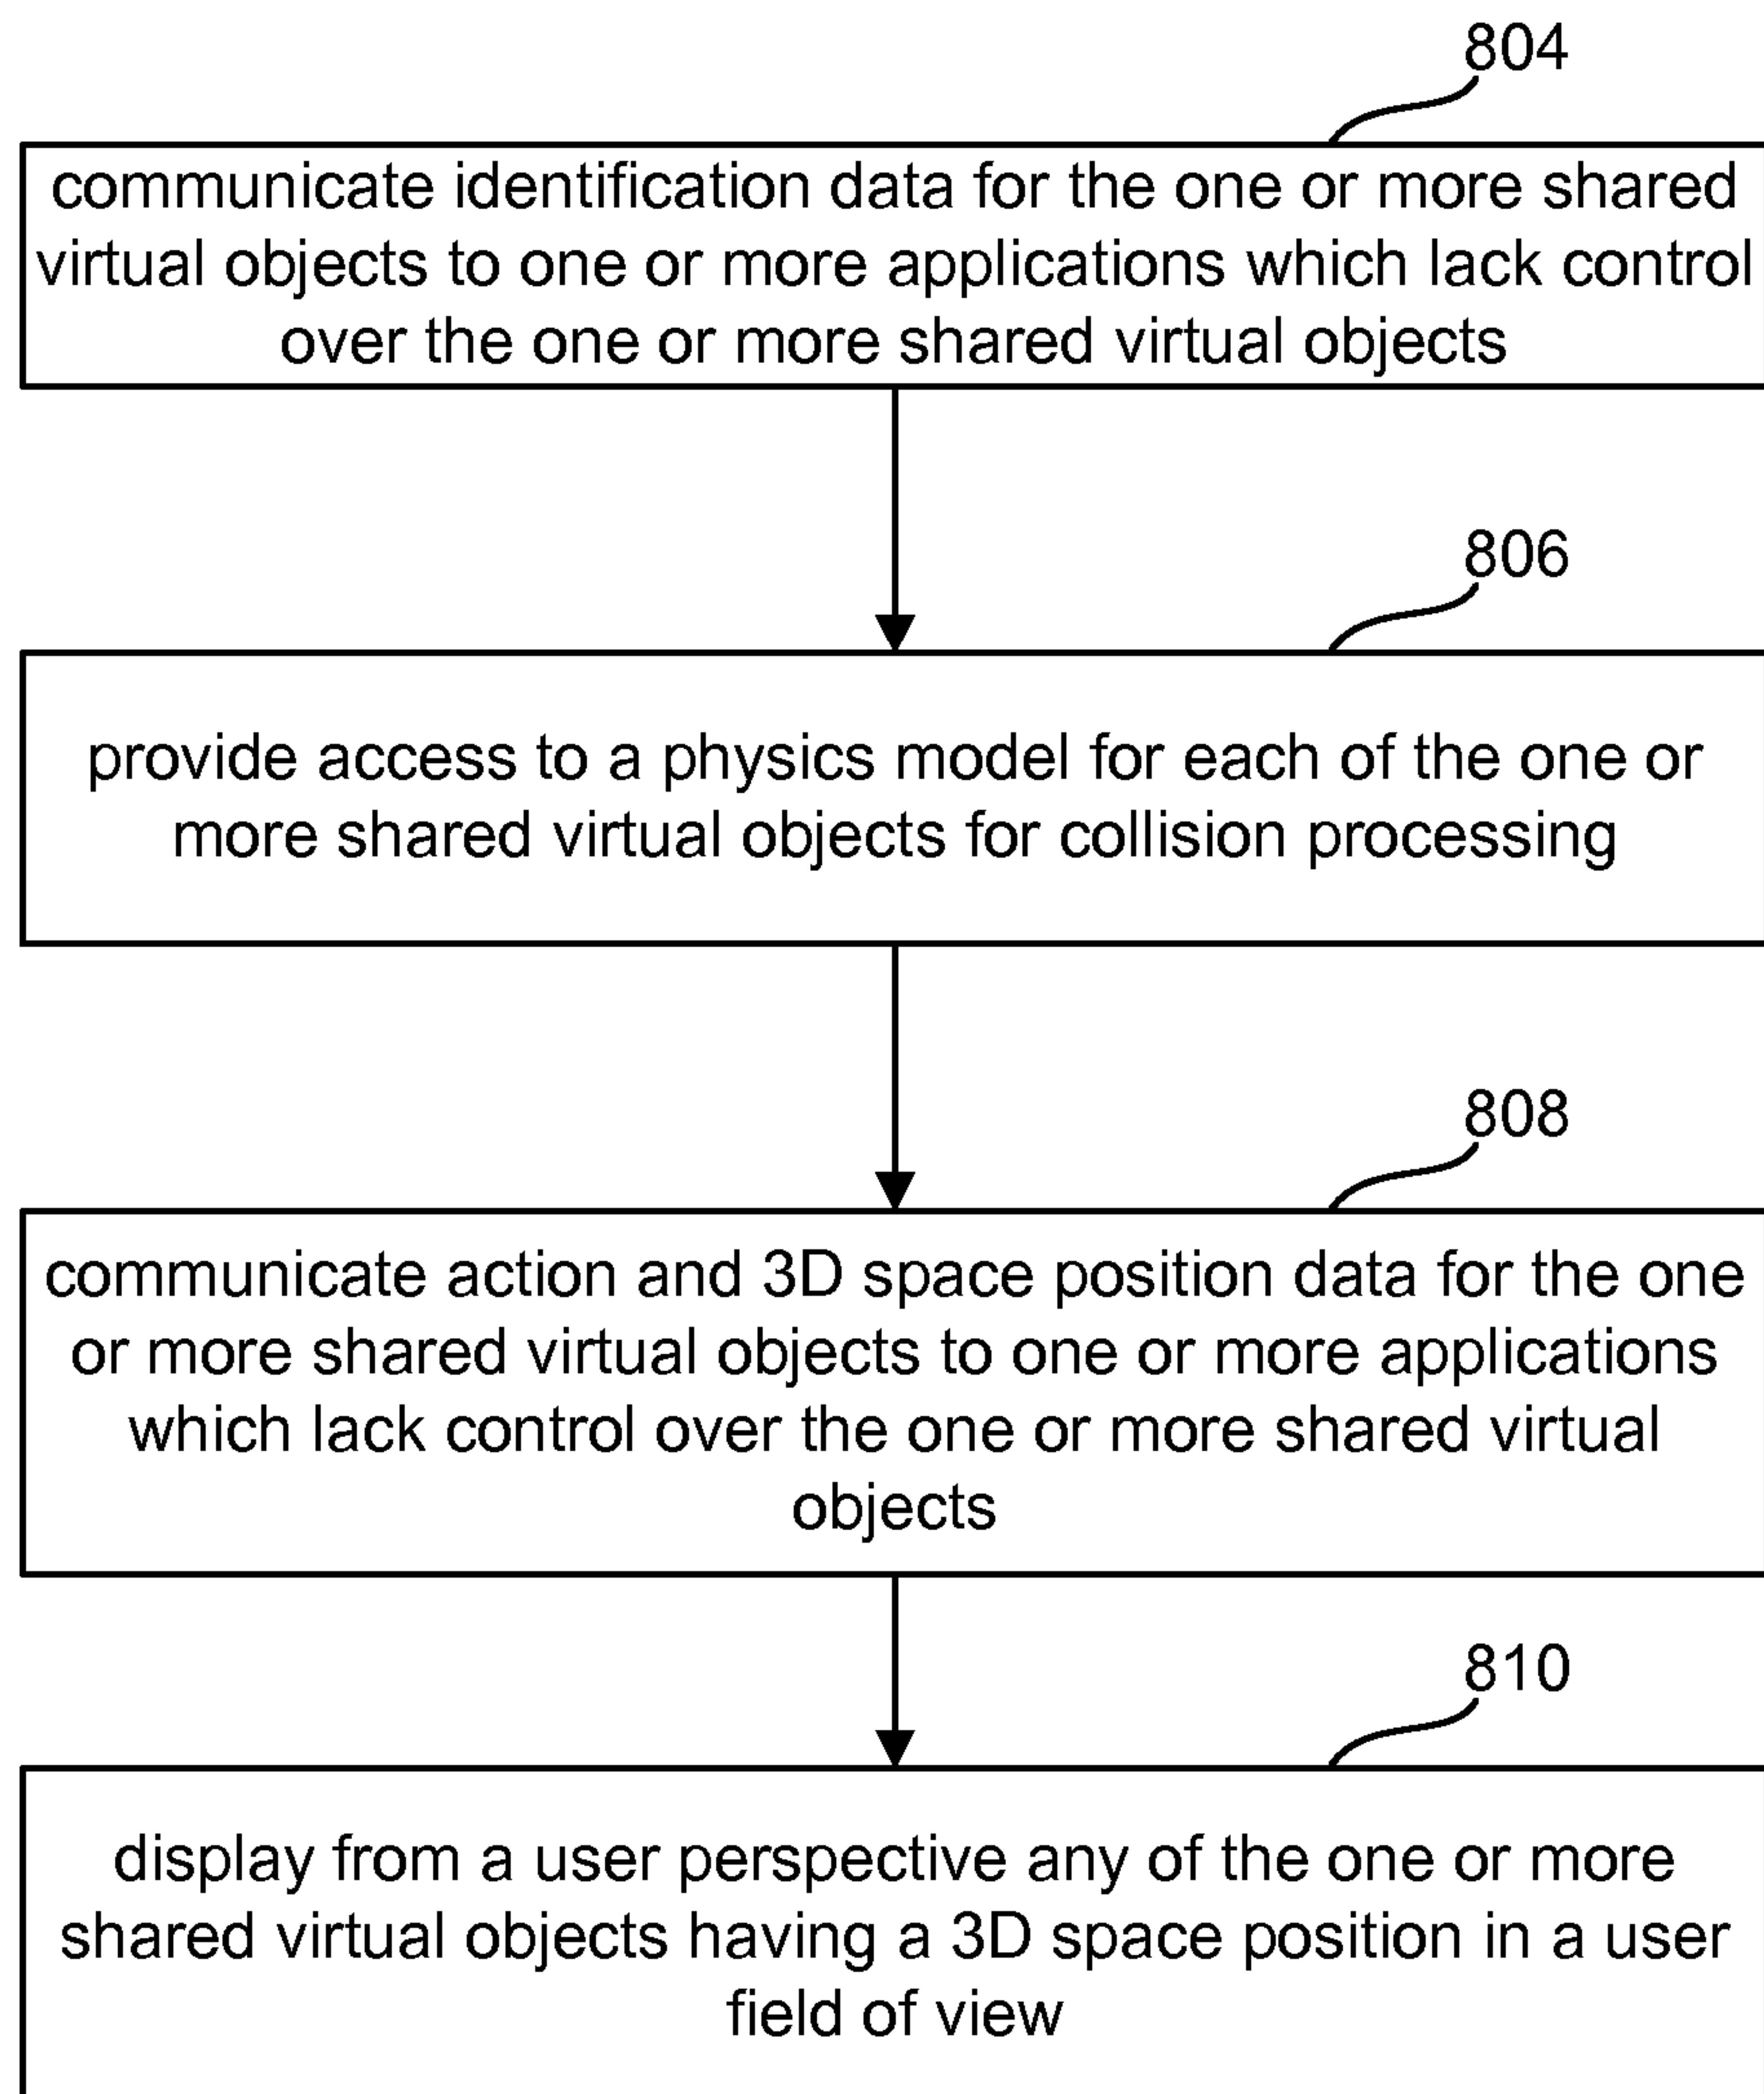 804
communicate identification data for the one or more shared
virtual objects to one or more applications which lack control
over the one or more shared virtual objects
806
provide access to a physics model for each of the one or
more shared virtual objects for collision processing
808
communicate action and 3D space position data for the one
or more shared virtual objects to one or more applications
which lack control over the one or more shared virtual
objects
810
display from a user perspective any of the one or more
shared virtual objects having a 3D space position in a user
field of view